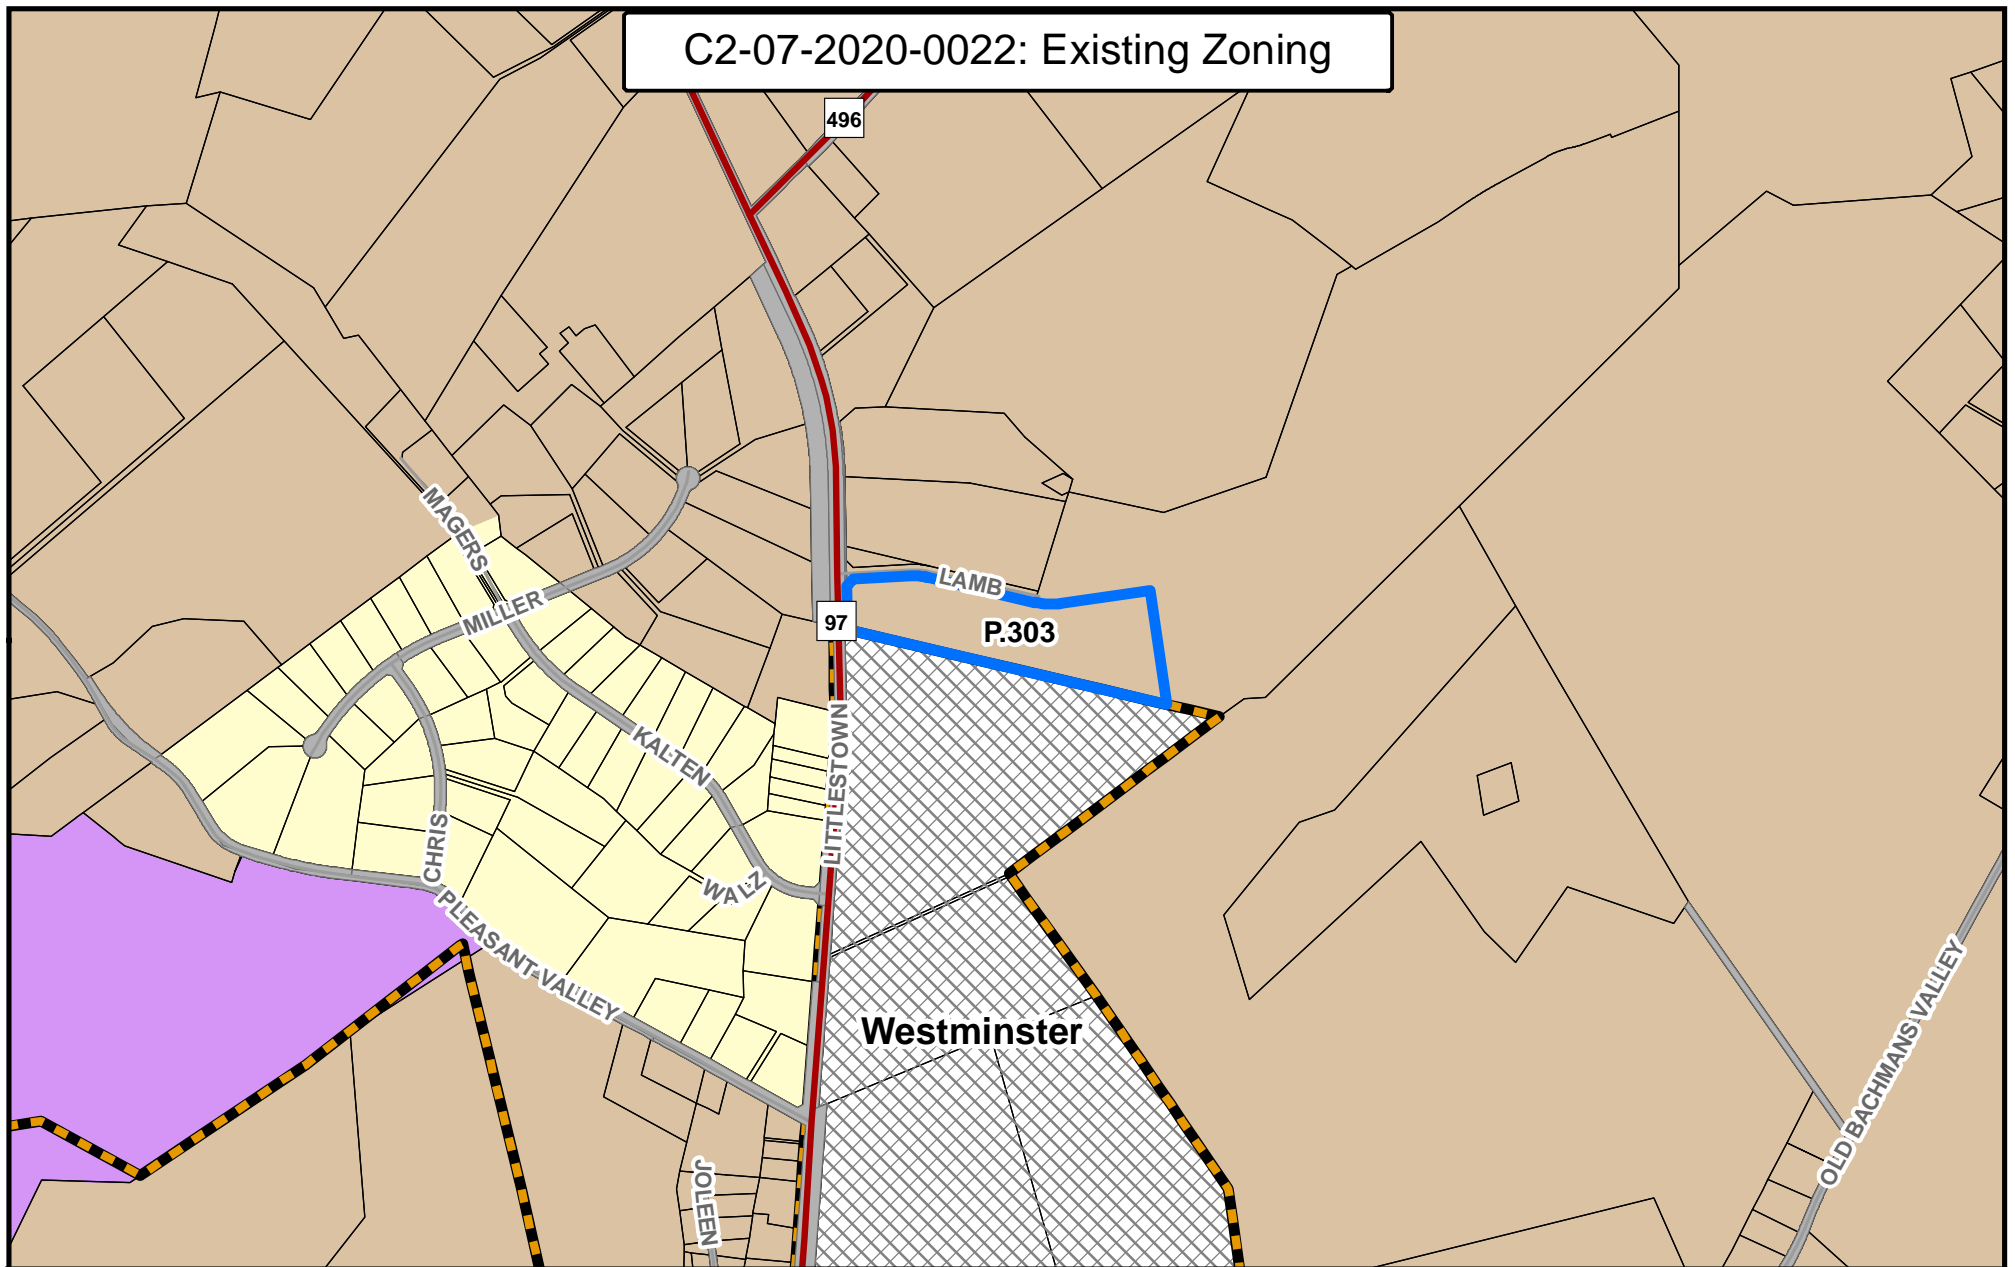 C2-07-2020-0022: Existing Zoning
496
MAGERS
LAMB
MILLER
97
P.303
KALTEN
LITTLESTOWN
CHRIS
WALZ
PLEASANT VALLEY
Westminster
OLD BACHMANS VALLEY
JOLEEN